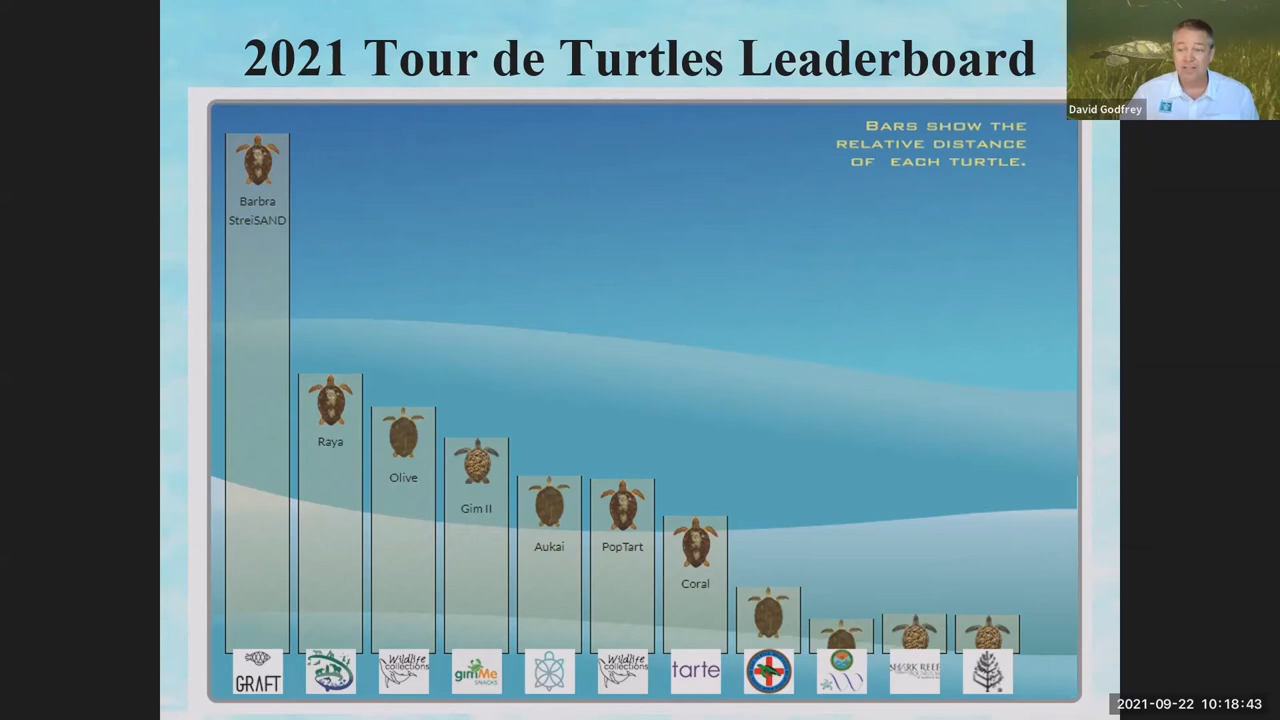 2021 Tour de Turtles Leaderboard
David Godfrey
BARS SHOW THE
RELATIVE DISTANCE
OF EACH TURTLE.
Barbra
StreiSAND
Raya
Olive
Gim II
Aukai
PopTart
Coral
GRAFT
Wildlife
collections
gimMe
SNACKS
Wildlife
collections
tarte
SHARK REEF
2021-09-22 10:18:43